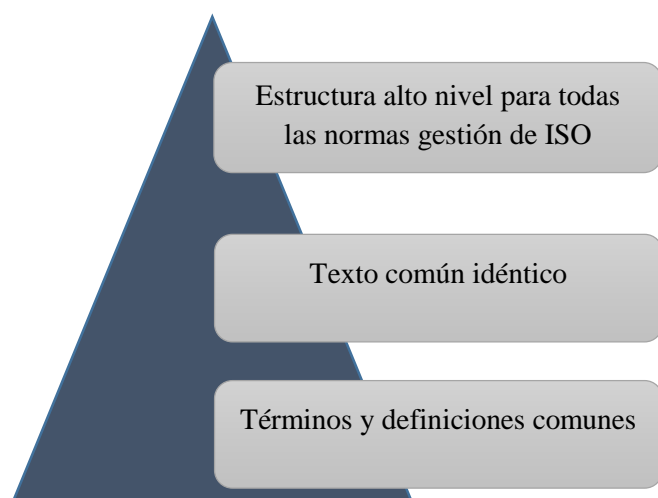 Estructura alto nivel para todas
las normas gestión de ISO
Texto común idéntico
Términos y definiciones comunes